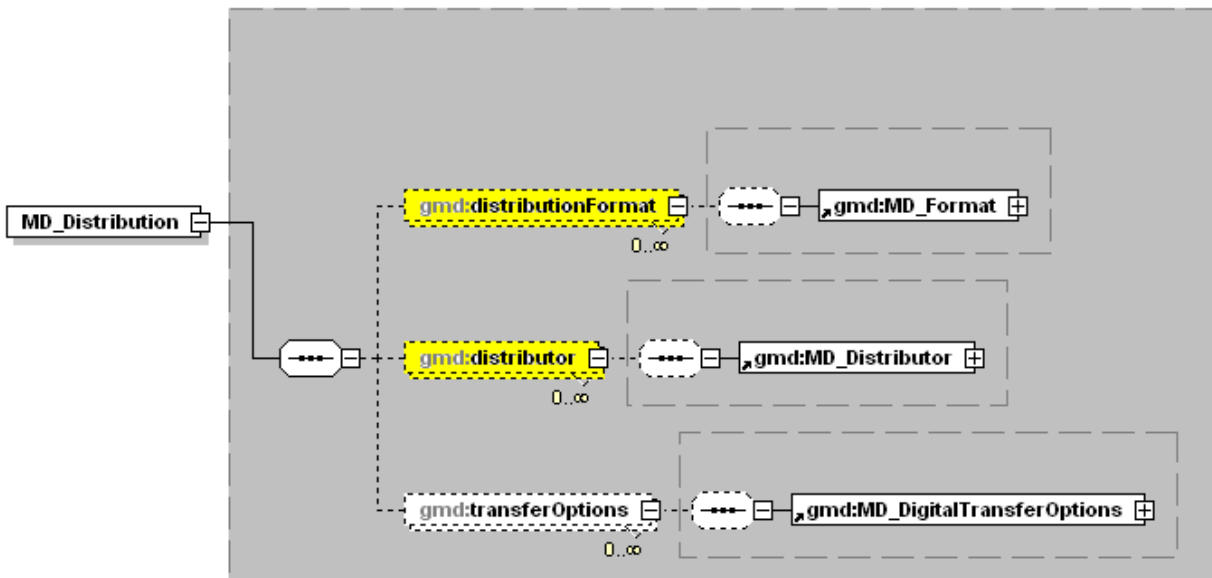 gmd:distributionFormat
gmd:MD_Format
0..∞
MD_Distribution
gmd:distributor
gmd:MD_Distributor
0..∞
gmd:transferOptions
gmd:MD_DigitalTransferOptions
0..∞